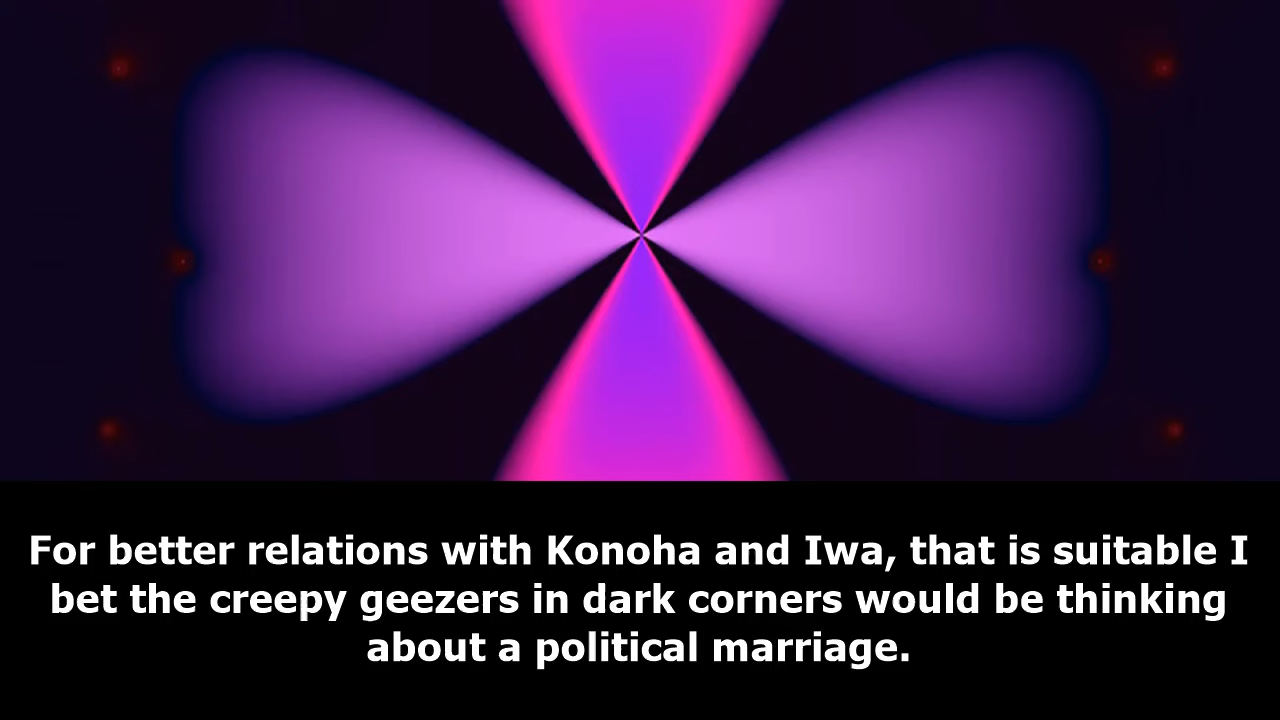 For better relations with Konoha and Iwa, that is suitable I
bet the creepy geezers in dark corners would be thinking
about a political marriage.